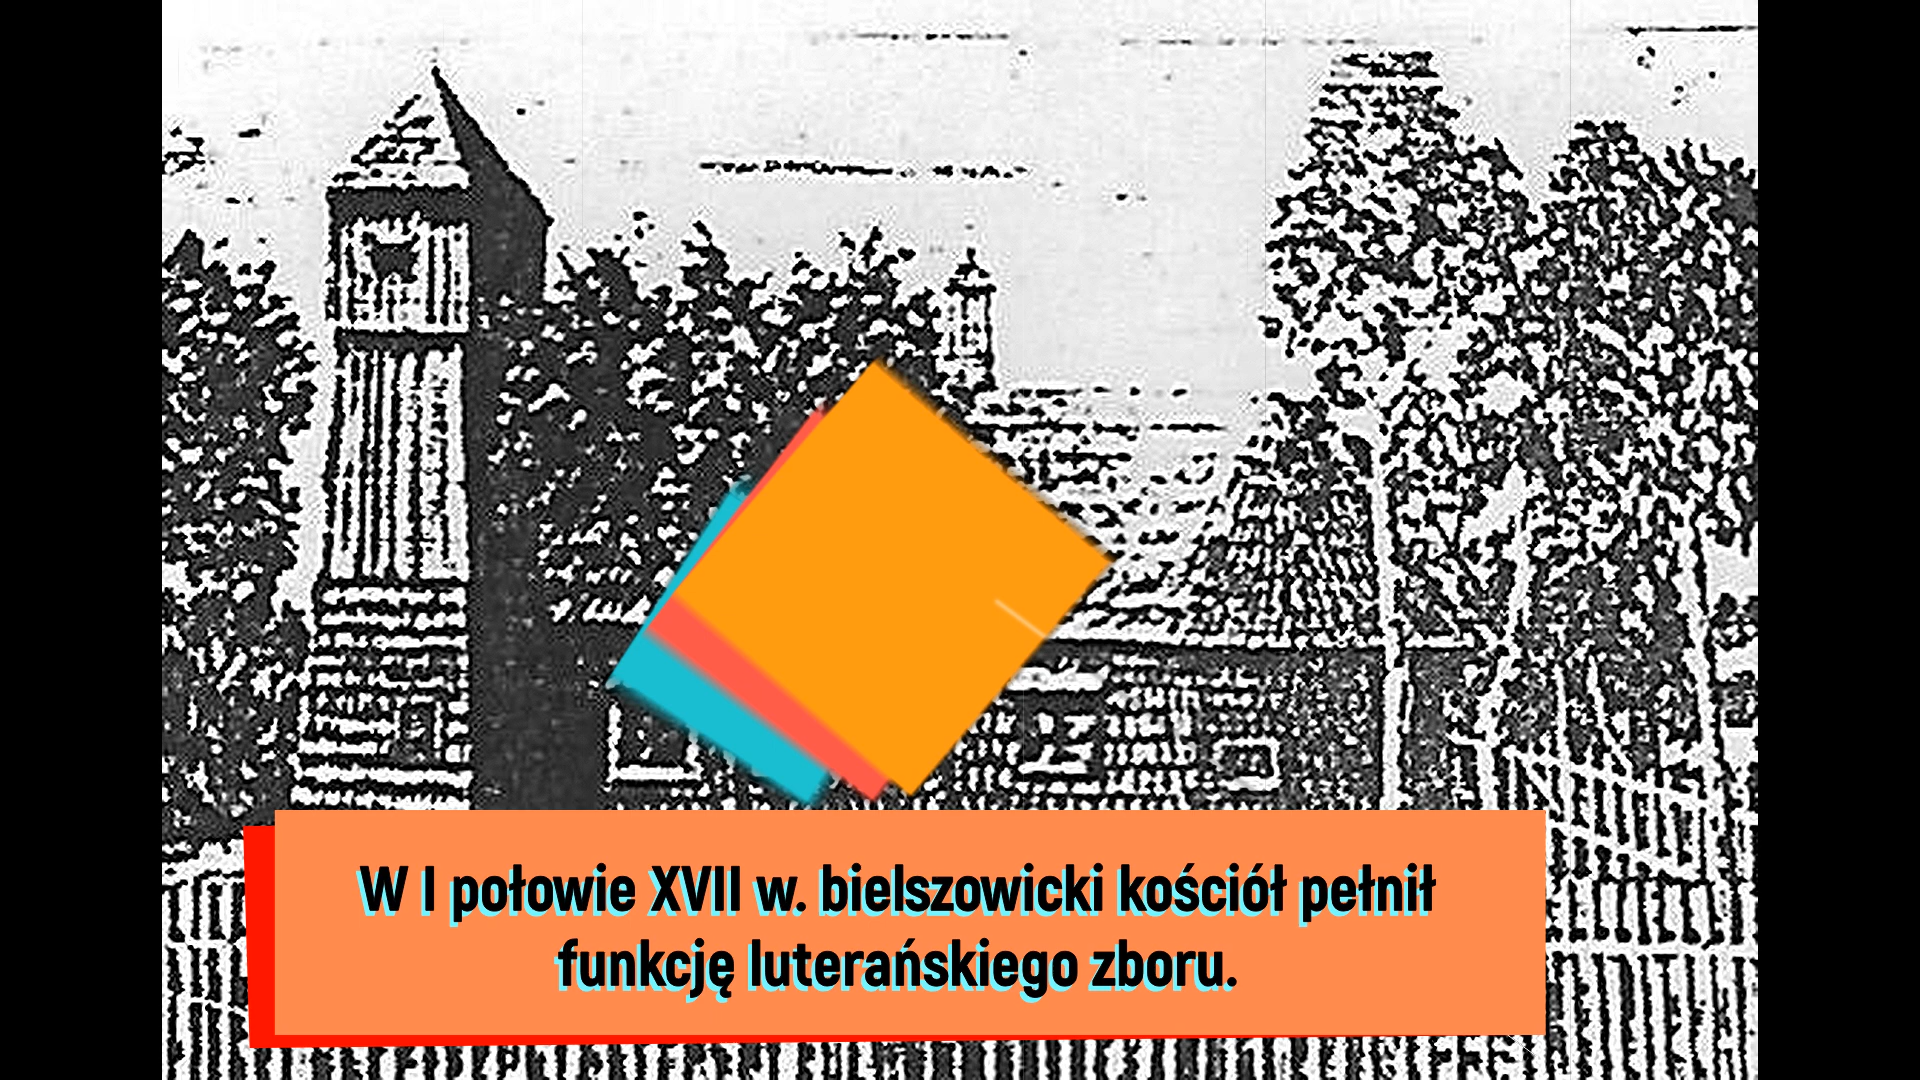 W I połowie XVII w. bielszowicki kościół pełnił
funkcję luterańskiego zboru.